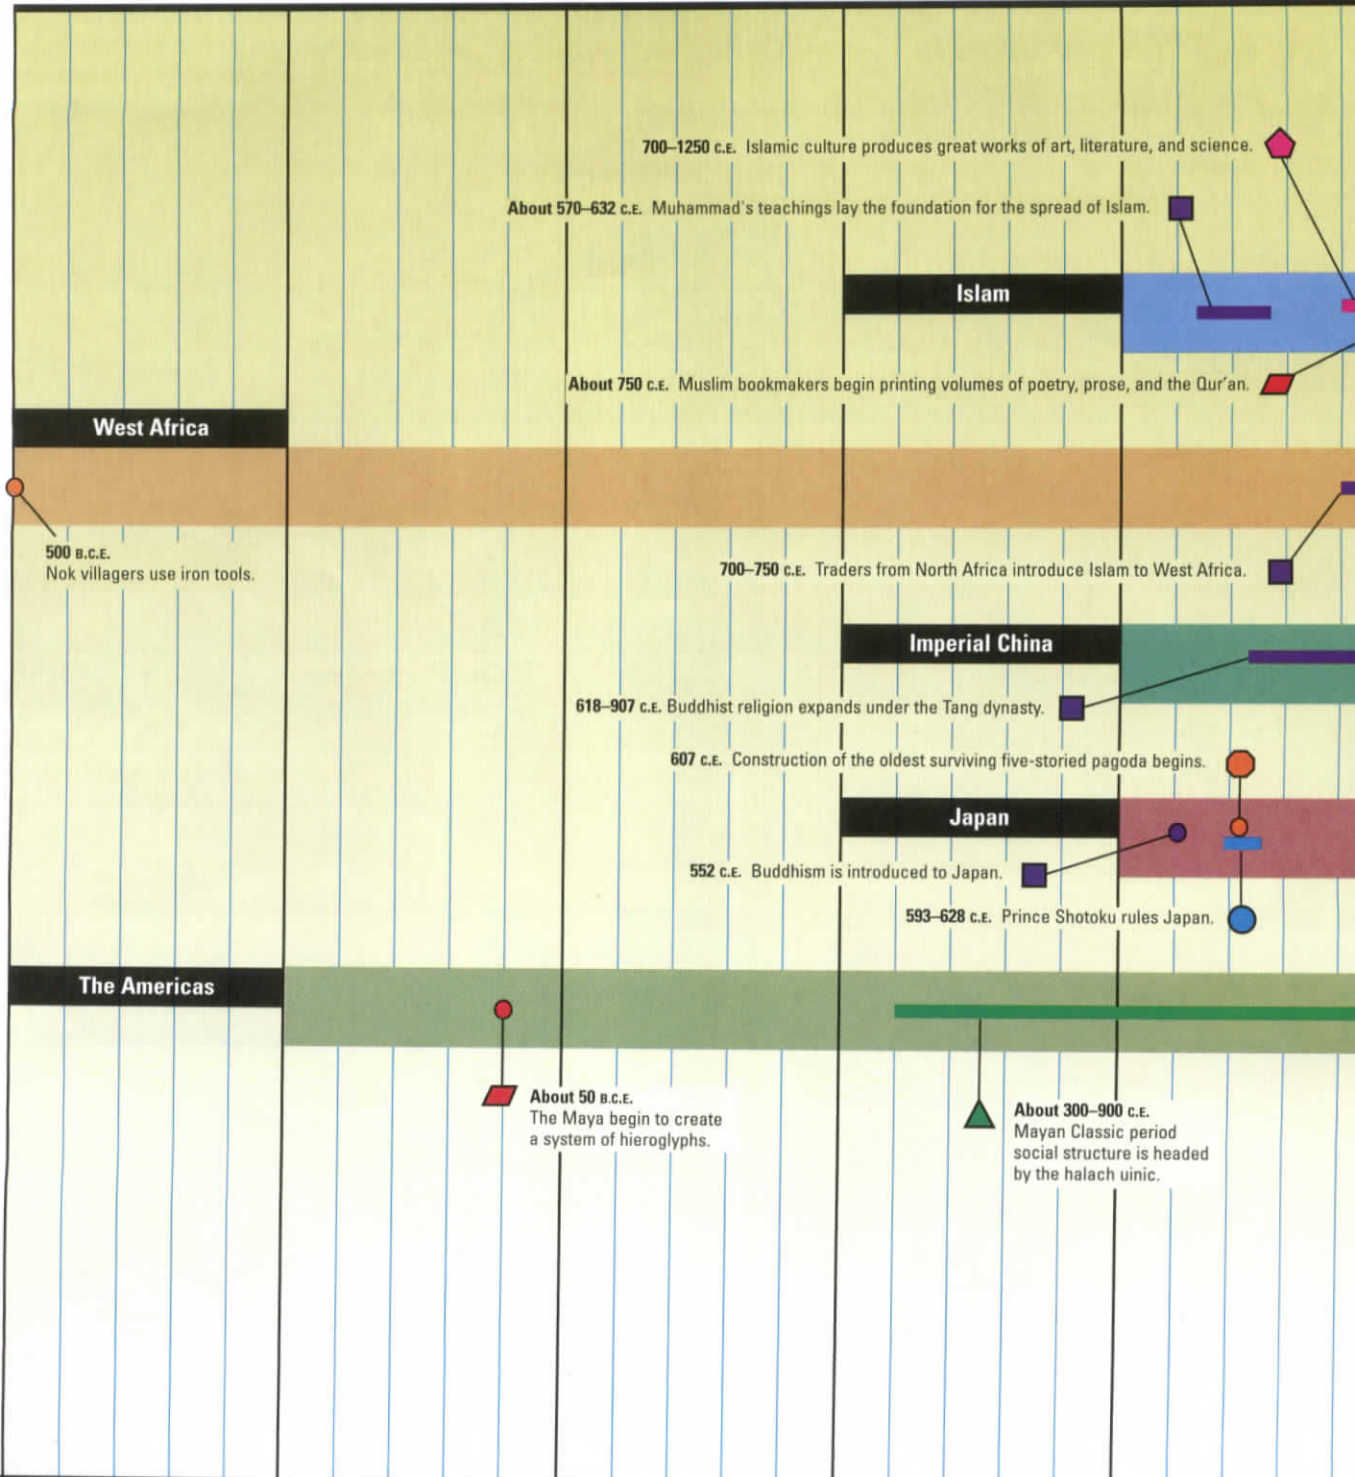 700–1250 C.E. Islamic culture produces great works of art, literature, and science.
About 570–632 C.E. Muhammad's teachings lay the foundation for the spread of Islam.
Islam
About 750 C.E. Muslim bookmakers begin printing volumes of poetry, prose, and the Qur'an.
West Africa
500 B.C.E.
Nok villagers use iron tools.
700–750 C.E. Traders from North Africa introduce Islam to West Africa.
Imperial China
618–907 C.E. Buddhist religion expands under the Tang dynasty.
607 C.E. Construction of the oldest surviving five-storied pagoda begins.
Japan
552 C.E. Buddhism is introduced to Japan.
593–628 C.E. Prince Shotoku rules Japan.
The Americas
About 50 B.C.E.
The Maya begin to create
a system of hieroglyphs.
About 300–900 C.E.
Mayan Classic period
social structure is headed
by the halach uinic.